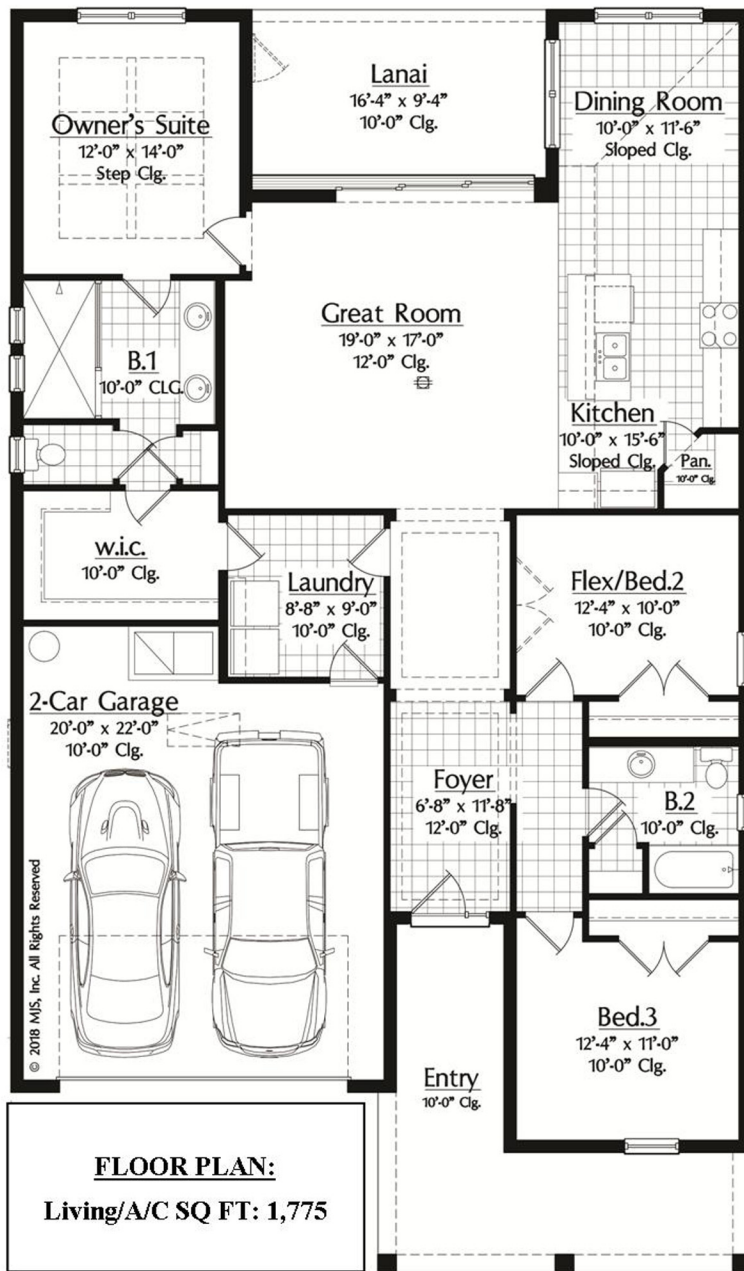 Owner's Suite
12'-0" x 14'-0"
Step Clg.
Lanai
16'-4" x 9'-4"
10'-0" Clg.
Dining Room
10'-0" x 11'-6"
Sloped Clg.
Great Room
19'-0" x 17'-0"
12'-0" Clg.
B.1
10'-0" CLG.
Kitchen
10'-0" x 15'-6"
Sloped Clg.
Pan.
10'-0" Clg.
w.i.c.
10'-0" Clg.
Laundry
8'-8" x 9'-0"
10'-0" Clg.
Flex/Bed.2
12'-4" x 10'-0"
10'-0" Clg.
2-Car Garage
20'-0" x 22'-0"
10'-0" Clg.
Foyer
6'-8" x 11'-8"
12'-0" Clg.
B.2
10'-0" Clg.
© 2018 MJS, Inc. All Rights Reserved
Bed.3
12'-4" x 11'-0"
10'-0" Clg.
Entry
10'-0" Clg.
FLOOR PLAN:
Living/A/C SQ FT: 1,775